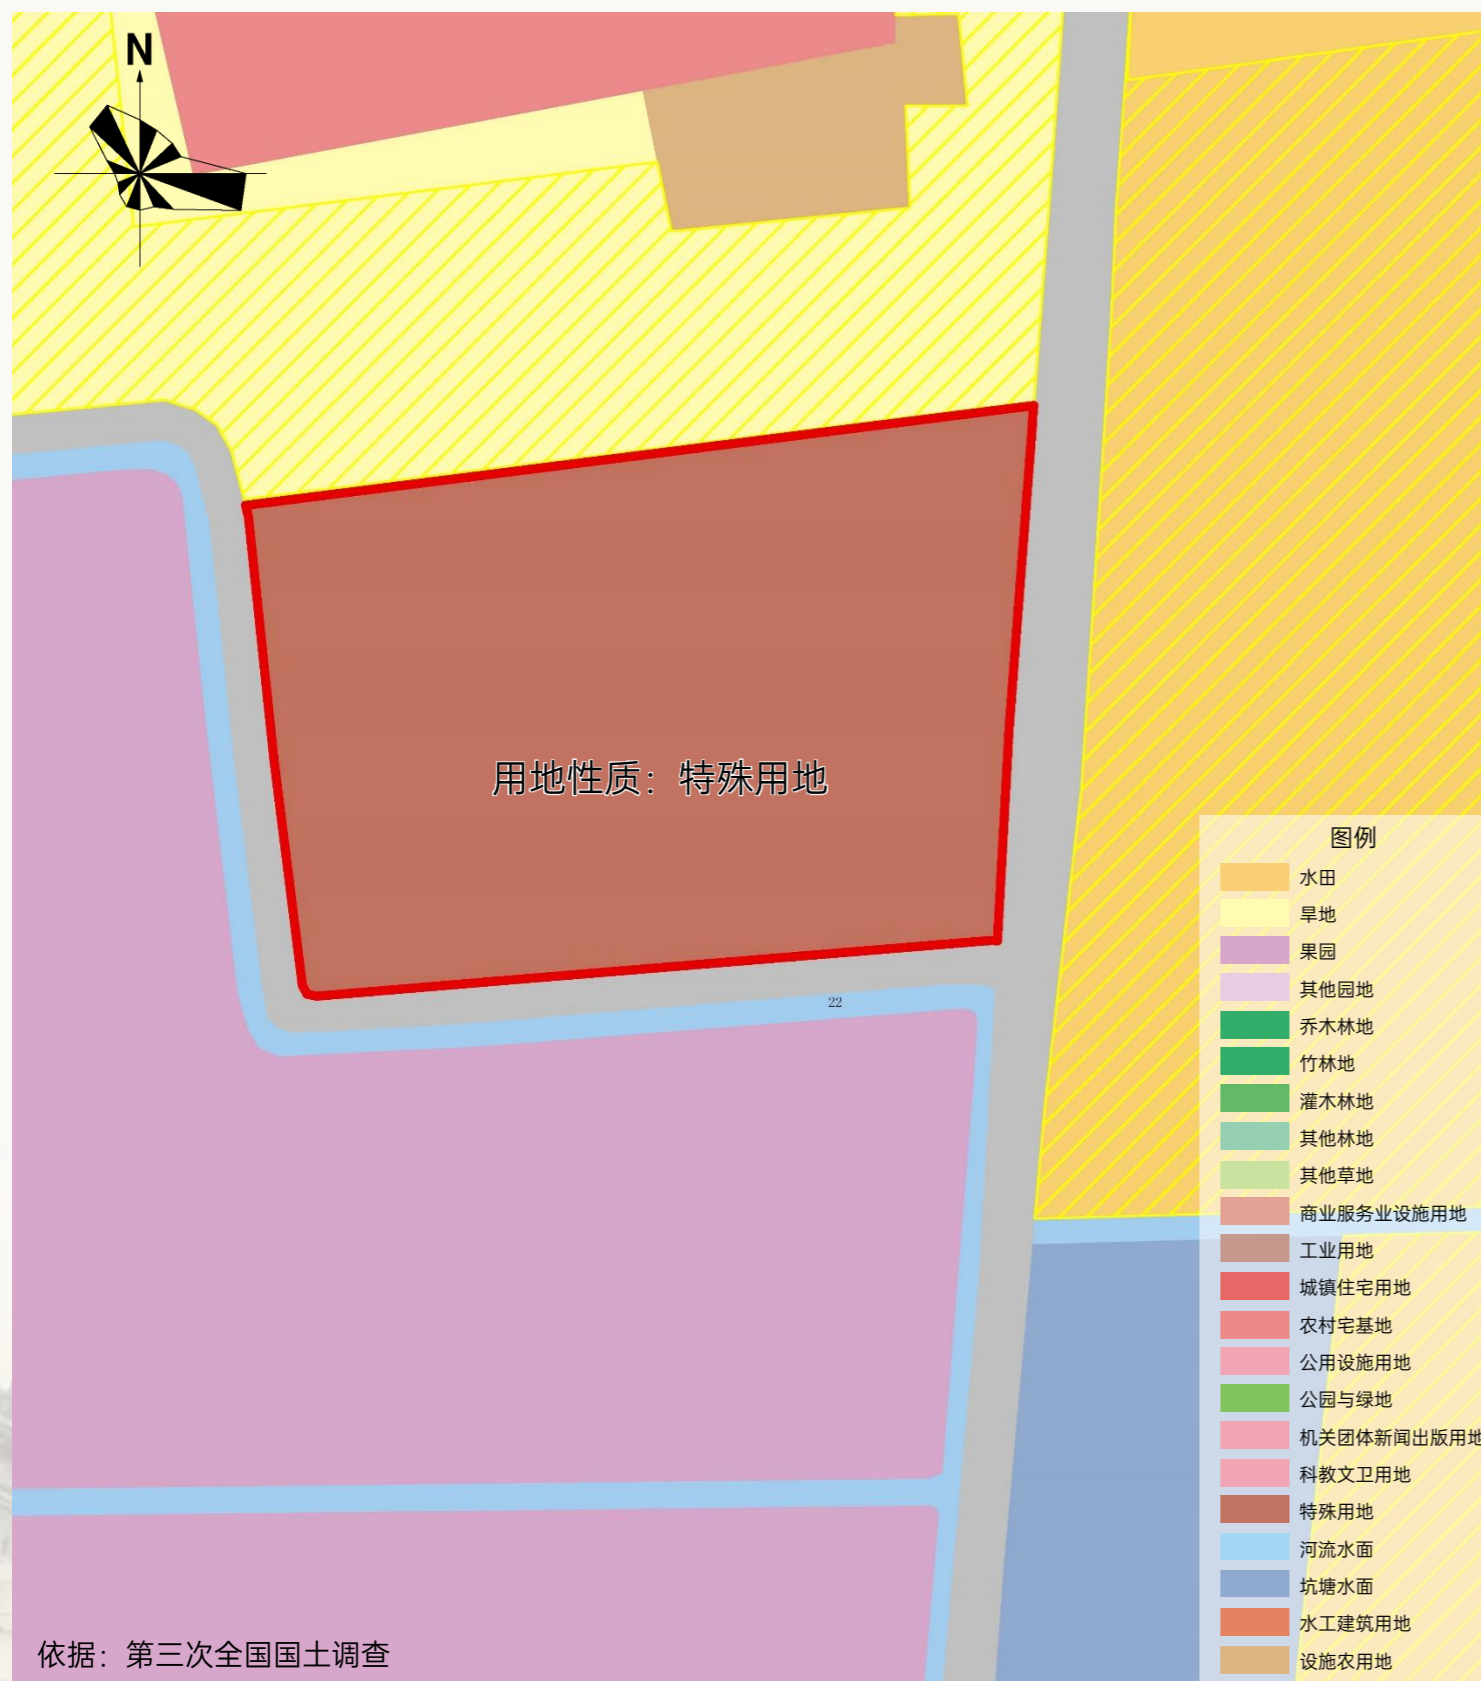 N
用地性质：特殊用地
22
图例
水田
旱地
果园
其他园地
乔木林地
竹林地
灌木林地
其他林地
其他草地
商业服务业设施用地
工业用地
城镇住宅用地
农村宅基地
公用设施用地
公园与绿地
机关团体新闻出版用地
科教文卫用地
特殊用地
河流水面
坑塘水面
水工建筑用地
设施农用地
依据：第三次全国国土调查